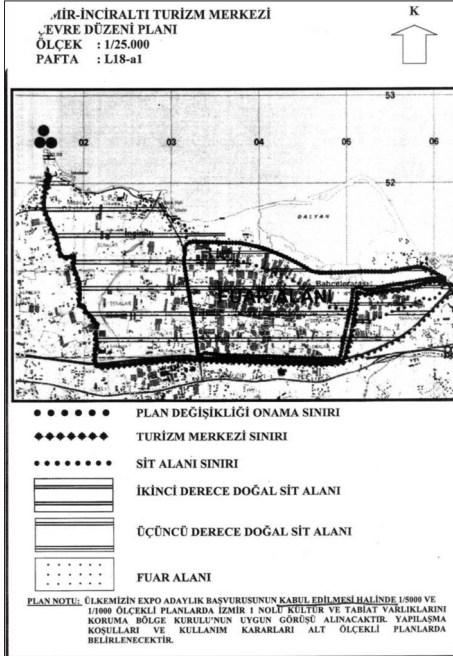 .MİR-İNCİRALTI TURİZM MERKEZİ
ÇEVRE DÜZENİ PLANI
ÖLÇEK : 1/25.000
PAFTA : L18-a1
K
53
02
03
04
05
06
52
DALYAN
İnciraltı
Bahçelerarası
FUAR ALANI
PLAN DEĞİŞİKLİĞİ ONAMA SINIRI
TURİZM MERKEZİ SINIRI
SİT ALANI SINIRI
İKİNCİ DERECE DOĞAL SİT ALANI
ÜÇÜNCÜ DERECE DOĞAL SİT ALANI
FUAR ALANI
PLAN NOTU: ÜLKEMİZİN EXPO ADAYLIK BAŞVURUSUNUN KABUL EDİLMESİ HALİNDE 1/5000 VE
1/1000 ÖLÇEKLİ PLANLARDA İZMİR 1 NOLU KÜLTÜR VE TABİAT VARLIKLARINI
KORUMA BÖLGE KURULU'NUN UYGUN GÖRÜŞÜ ALINACAKTIR. YAPILAŞMA
KOŞULLARI VE KULLANIM KARARLARI ALT ÖLÇEKLİ PLANLARDA
BELİRLENECEKTİR.